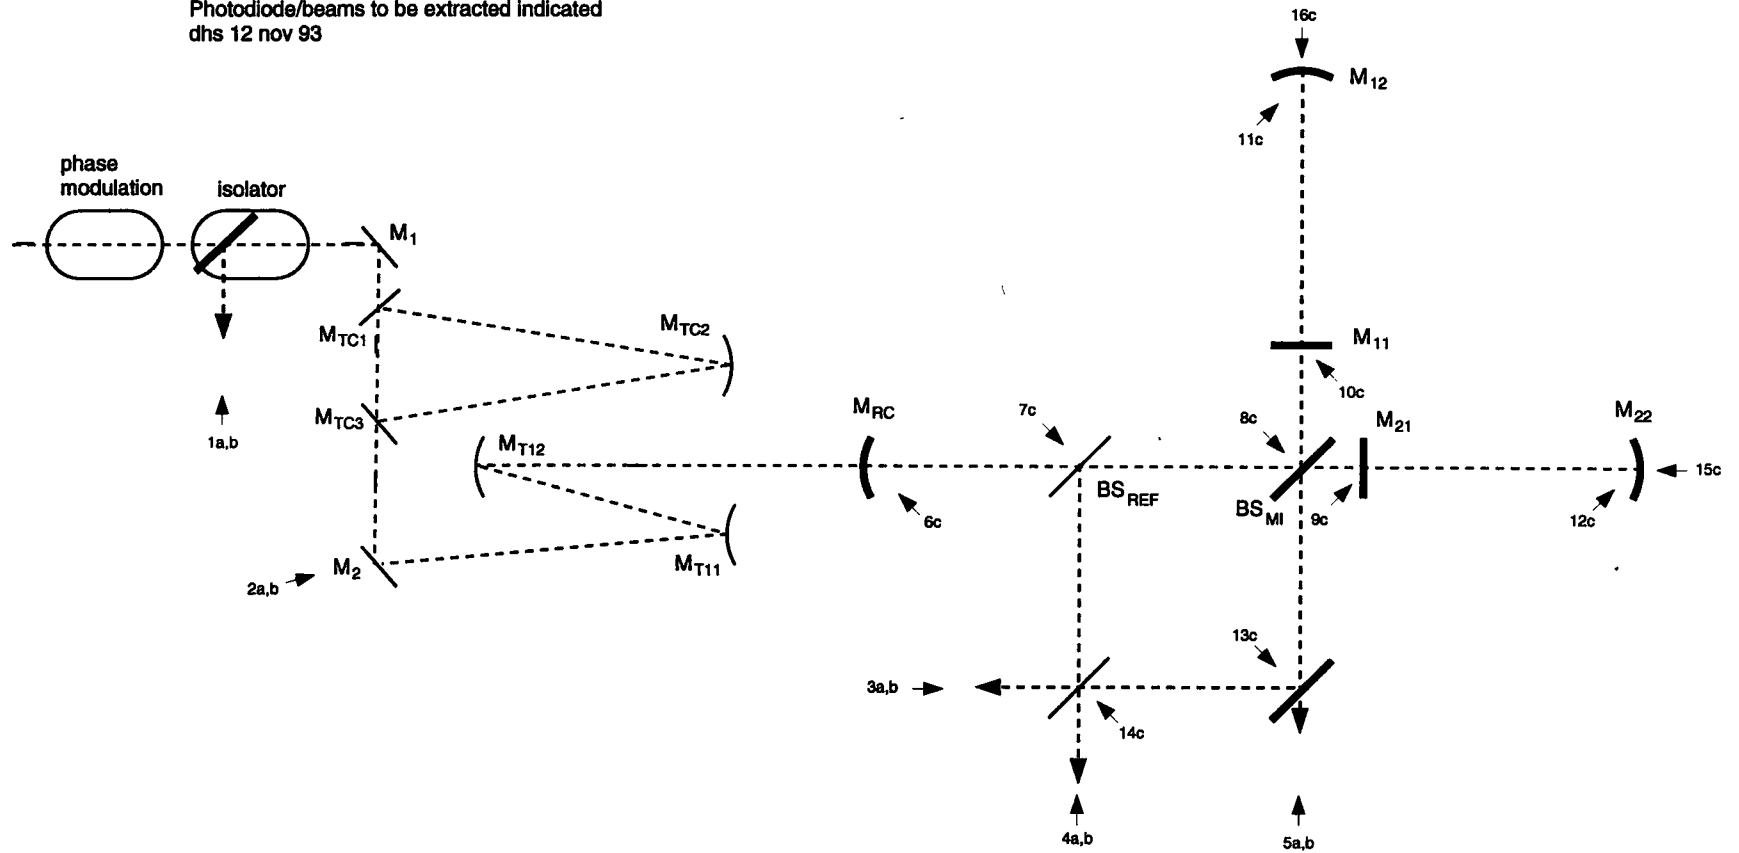 Photodiode/beams to be extracted indicated
dhs 12 nov 93
16c
M12
11c
phase
modulation
isolator
M1
MTC1
MTC2
M11
10c
MTC3
1a,b
MT12
MRC
7c
8c
M21
M22
15c
6c
BSREF
BSMI
9c
12c
M2
2a,b
MT11
13c
3a,b
14c
4a,b
5a,b